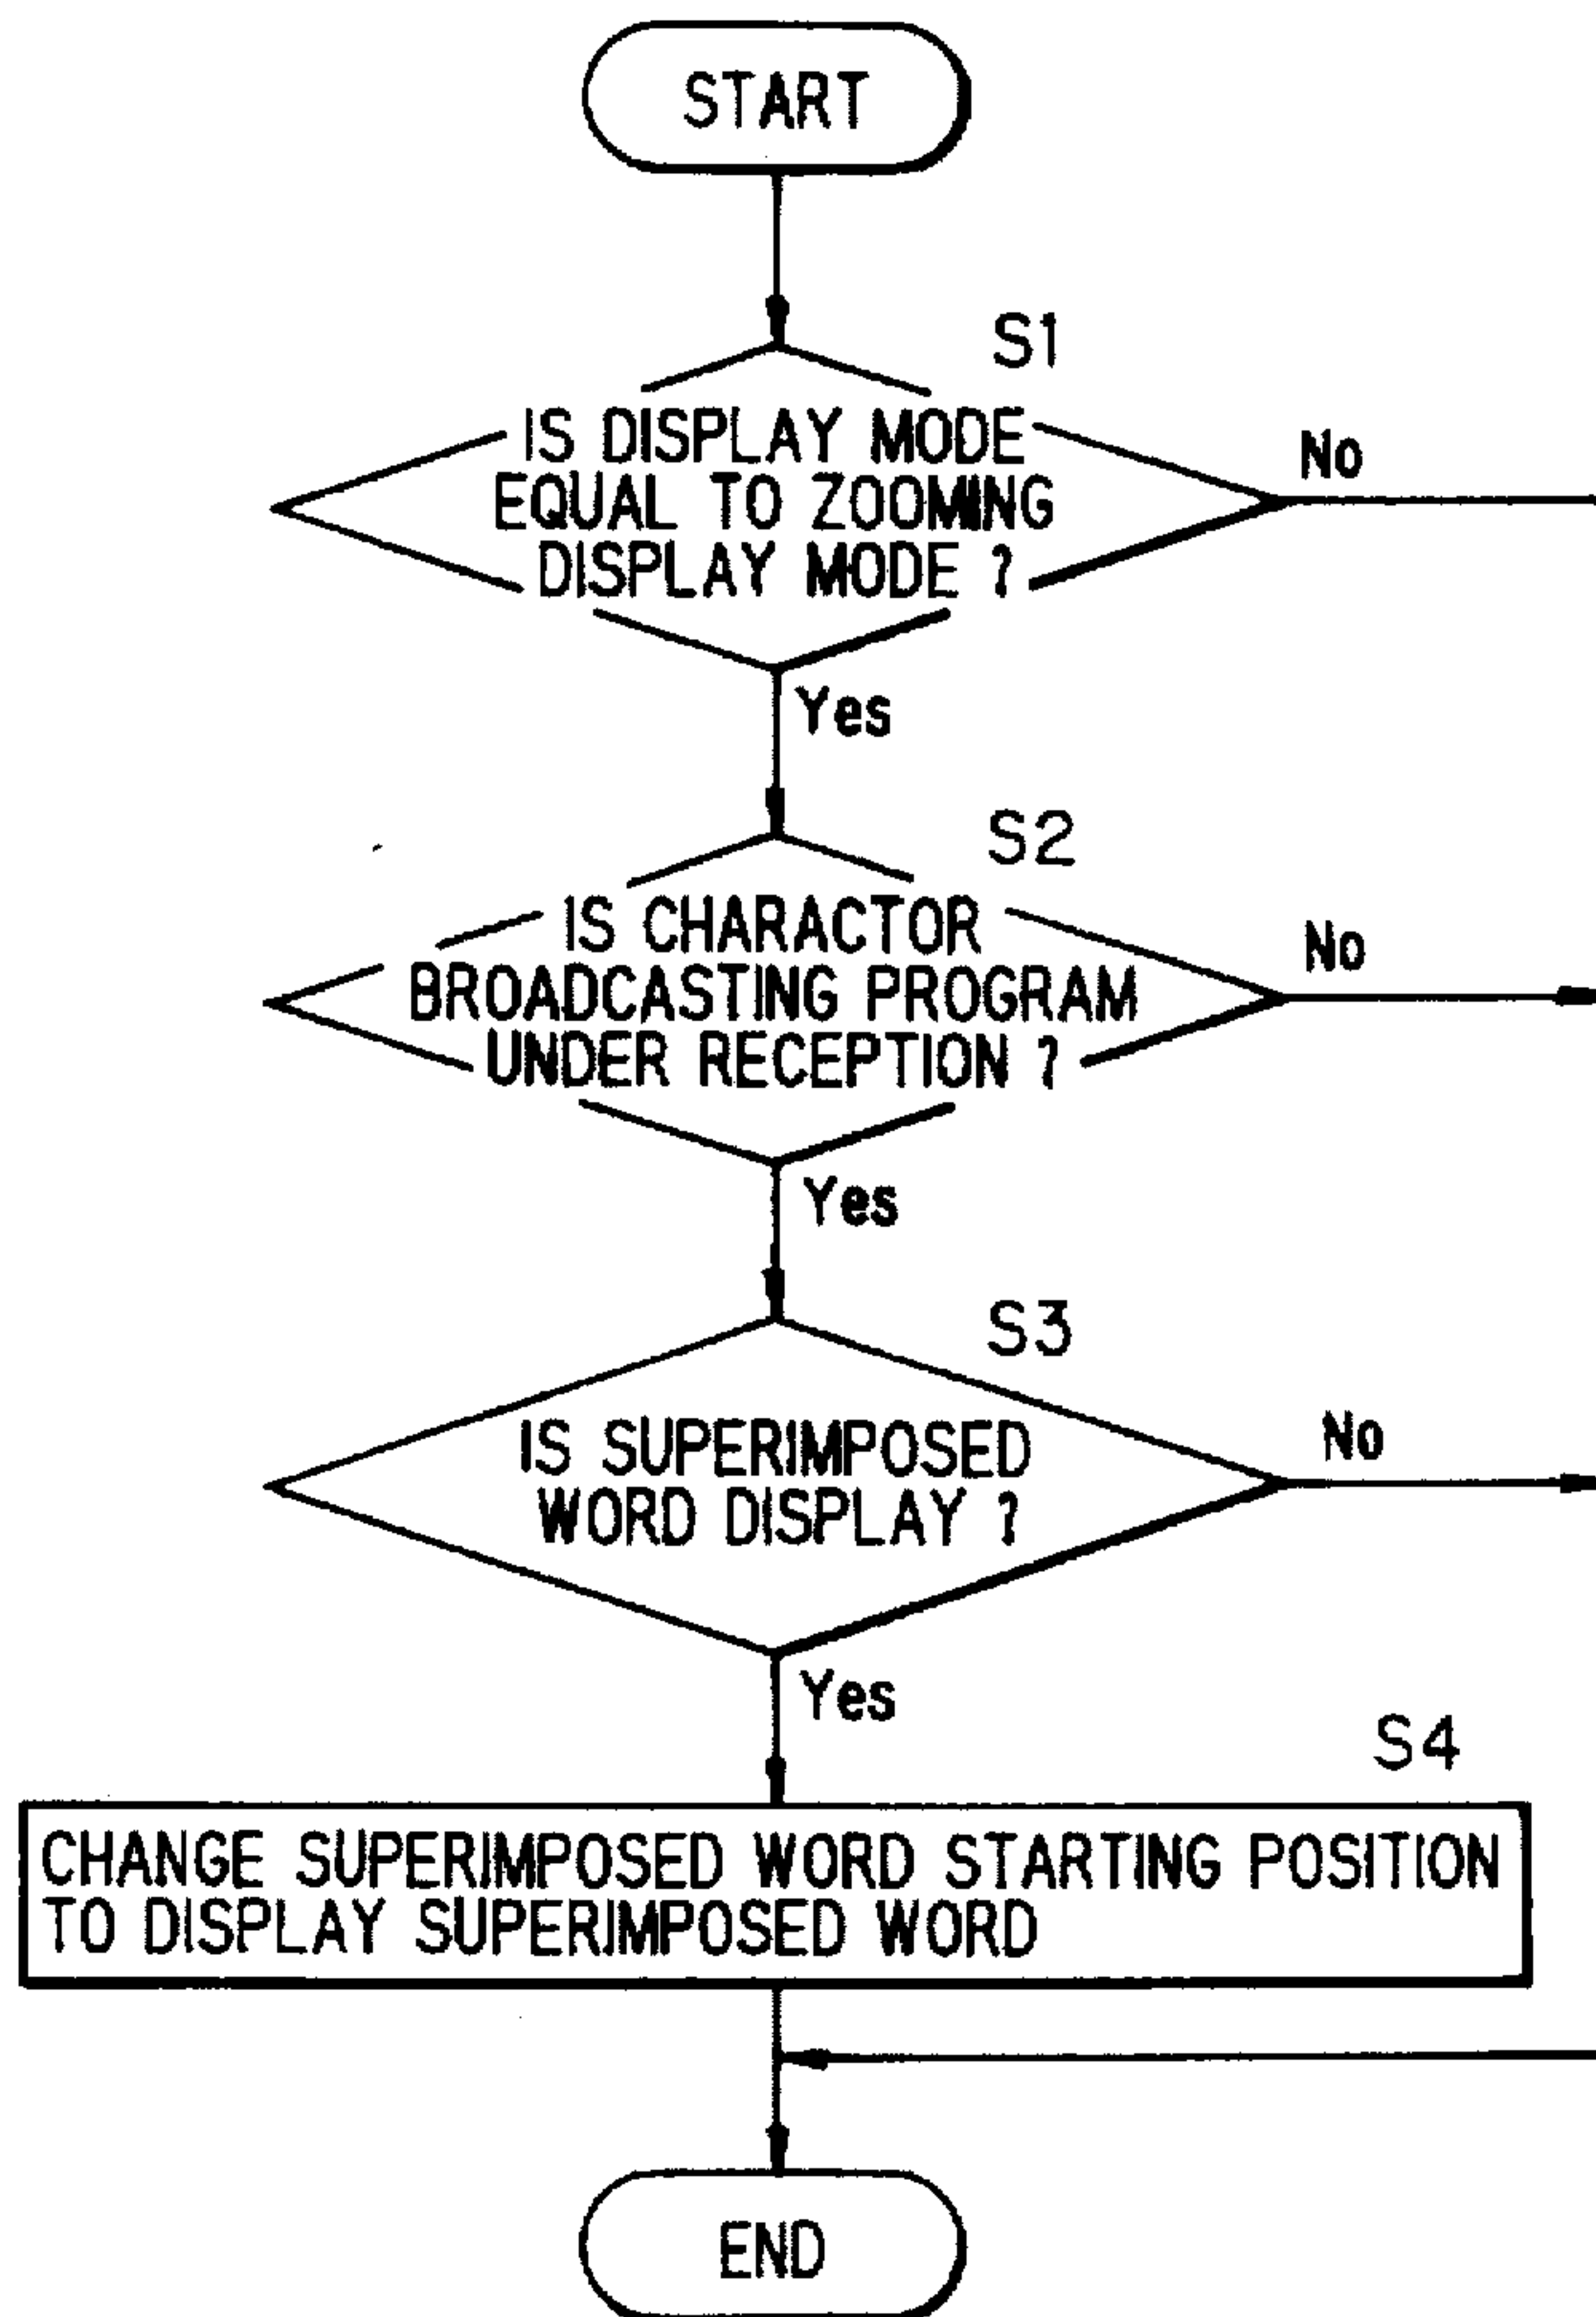 START
S1
IS DISPLAY MODE
EQUAL TO ZOOMING
DISPLAY MODE ?
No
Yes
S2
IS CHARACTOR
BROADCASTING PROGRAM
UNDER RECEPTION ?
No
Yes
S3
IS SUPERIMPOSED
WORD DISPLAY ?
No
Yes
S4
CHANGE SUPERIMPOSED WORD STARTING POSITION
TO DISPLAY SUPERIMPOSED WORD
END